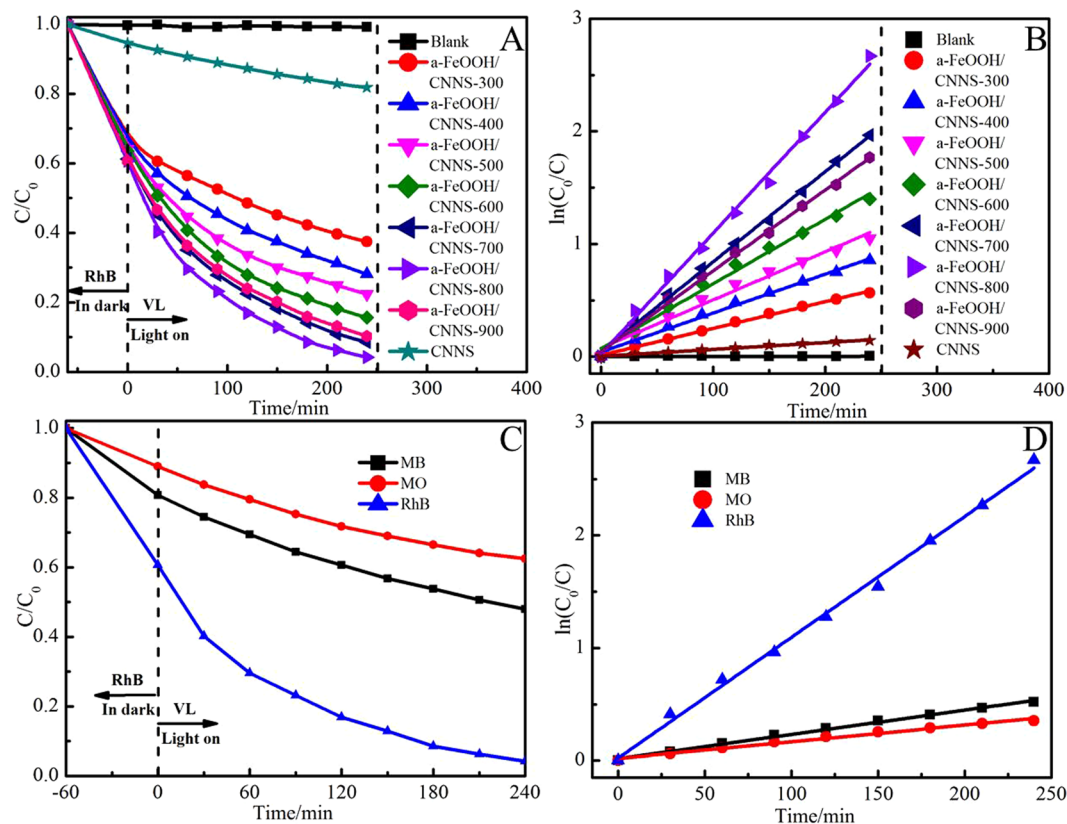 A
C/C0
1.0
0.8
0.6
0.4
0.2
0.0
Blank
a-FeOOH/
CNNS-300
a-FeOOH/
CNNS-400
a-FeOOH/
CNNS-500
a-FeOOH/
CNNS-600
a-FeOOH/
CNNS-700
a-FeOOH/
CNNS-800
a-FeOOH/
CNNS-900
CNNS
RhB
In dark
VL
Light on
0 100 200 300 400
Time/min
B
ln(C0/C)
3
2
1
0
Blank
a-FeOOH/
CNNS-300
a-FeOOH/
CNNS-400
a-FeOOH/
CNNS-500
a-FeOOH/
CNNS-600
a-FeOOH/
CNNS-700
a-FeOOH/
CNNS-800
a-FeOOH/
CNNS-900
CNNS
0 100 200 300 400
Time/min
C
C/C0
1.0
0.8
0.6
0.4
0.2
0.0
MB
MO
RhB
RhB
In dark
VL
Light on
-60 0 60 120 180 240
Time/min
D
ln(C0/C)
3
2
1
0
MB
MO
RhB
0 50 100 150 200 250
Time/min